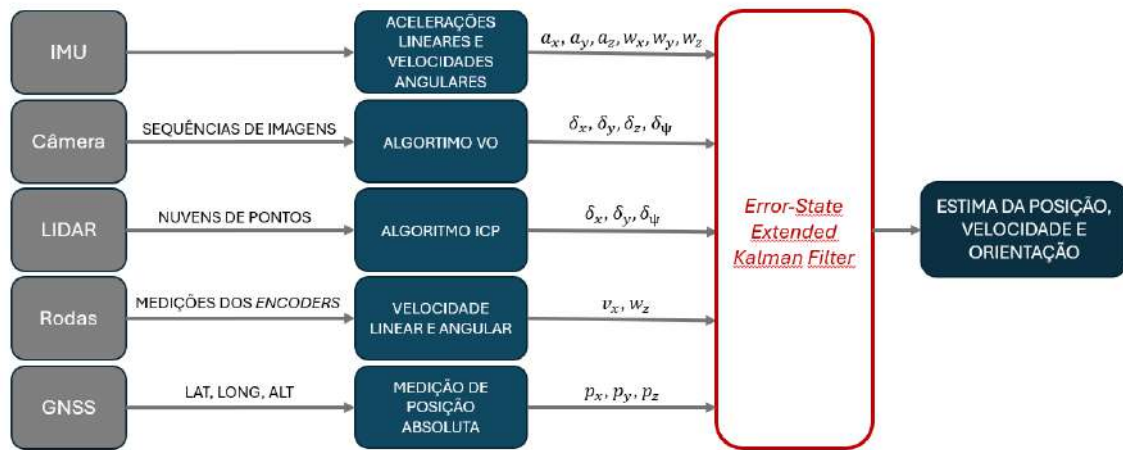 IMU
ACELERAÇÕES
LINEARES E
VELOCIDADES
ANGULARES
a_x, a_y, a_z, w_x, w_y, w_z
Câmera
SEQUÊNCIAS DE IMAGENS
ALGORTIMO VO
δ_x, δ_y, δ_z, δ_ψ
LIDAR
NUVENS DE PONTOS
ALGORITMO ICP
δ_x, δ_y, δ_ψ
Rodas
MEDIÇÕES DOS ENCODERS
VELOCIDADE
LINEAR E ANGULAR
v_x, w_z
GNSS
LAT, LONG, ALT
MEDIÇÃO DE
POSIÇÃO
ABSOLUTA
p_x, p_y, p_z
Error-State
Extended
Kalman Filter
ESTIMA DA POSIÇÃO,
VELOCIDADE E
ORIENTAÇÃO